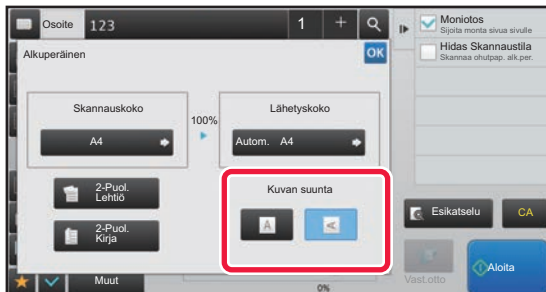 Osoite 123 1 +
Moniotos
Sijoita monta sivua sivulle
Alkuperäinen OK
Hidas Skannaustila
Skannaa ohutpap. alk.per.
Skannauskoko
100%
Lähetyskoko
A4
Autom. A4
2-Puol.
Lehtiö
Kuvan suunta
A A
2-Puol.
Kirja
Esikatselu
CA
Muut
0%
Vast.otto
Aloita